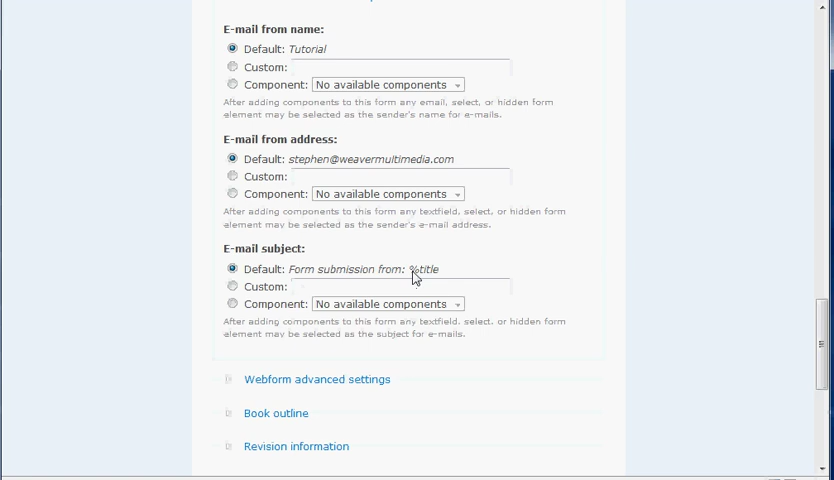 E-mail from name:
Default: Tutorial
Custom:
Component: No available components
After adding components to this form any email, select, or hidden form
element may be selected as the sender's name for e-mails.
E-mail from address:
Default: stephen@weavermultimedia.com
Custom:
Component: No available components
After adding components to this form any textfield, select, or hidden form
element may be selected as the sender's e-mail address.
E-mail subject:
Default: Form submission from: %title
Custom:
Component: No available components
After adding components to this form any textfield, select, or hidden form
element may be selected as the subject for e-mails.
Webform advanced settings
Book outline
Revision information